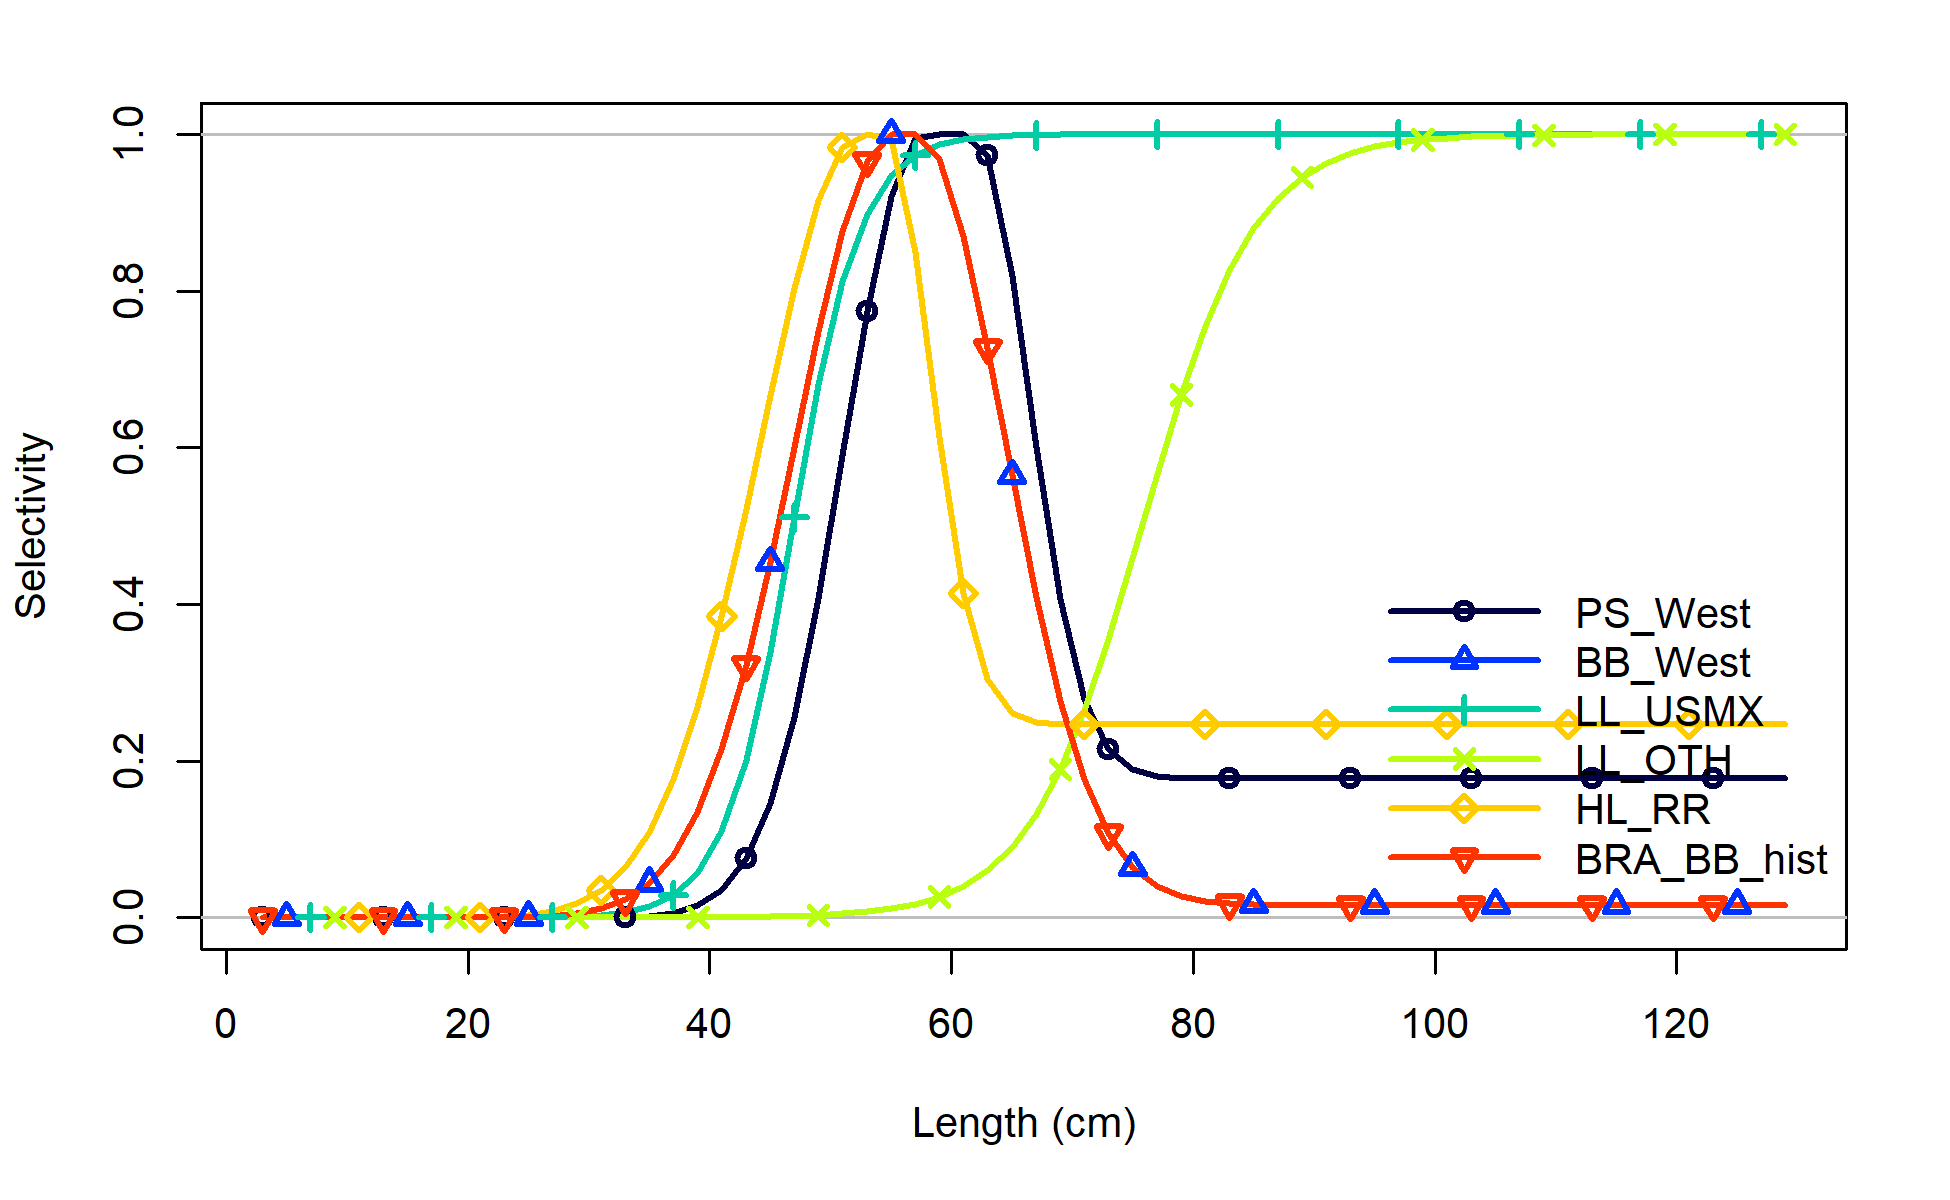 1.0
0.8
0.6
0.4
0.2
0.0
Selectivity
PS_West
BB_West
LL_USMX
LL_OTH
HL_RR
BRA_BB_hist
0 20 40 60 80 100 120
Length (cm)